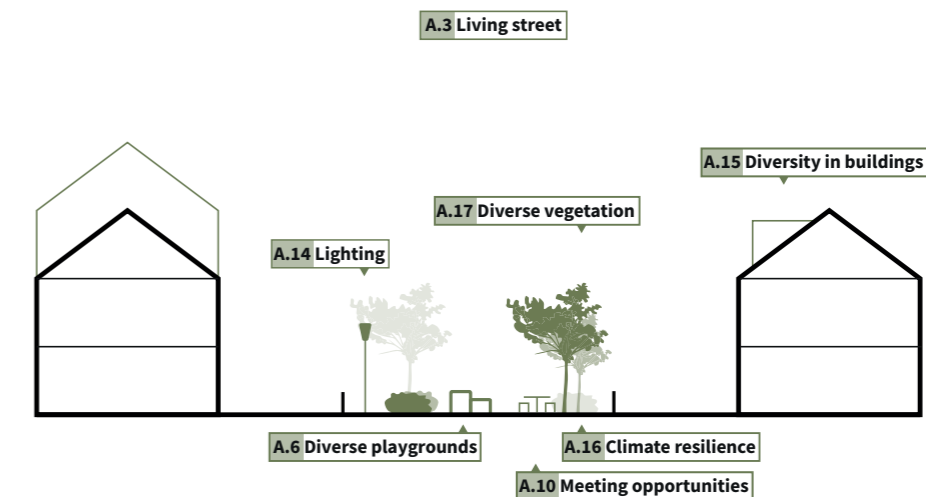 A.3 Living street
A.15 Diversity in buildings
A.17 Diverse vegetation
A.14 Lighting
A.6 Diverse playgrounds
A.16 Climate resilience
A.10 Meeting opportunities